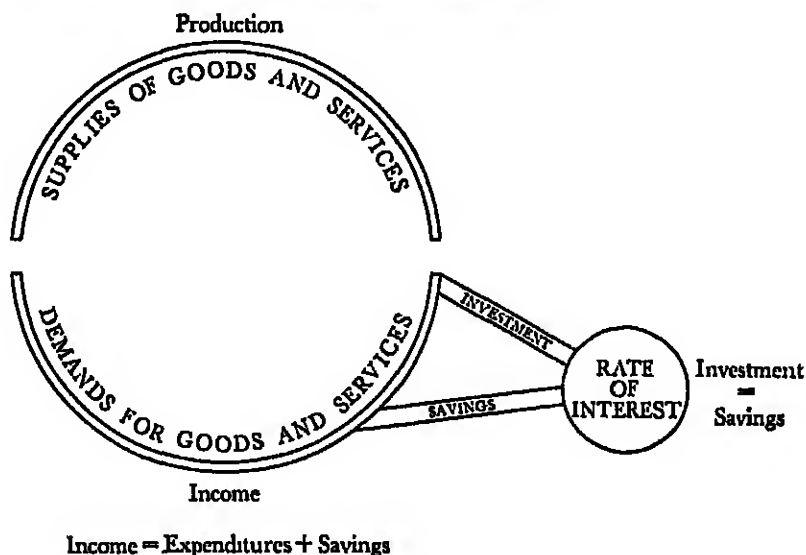 Production
SUPPLIES OF GOODS AND SERVICES
DEMANDS FOR GOODS AND SERVICES
INVESTMENT
SAVINGS
RATE
OF
INTEREST
Investment
=
Savings
Income
Income = Expenditures + Savings